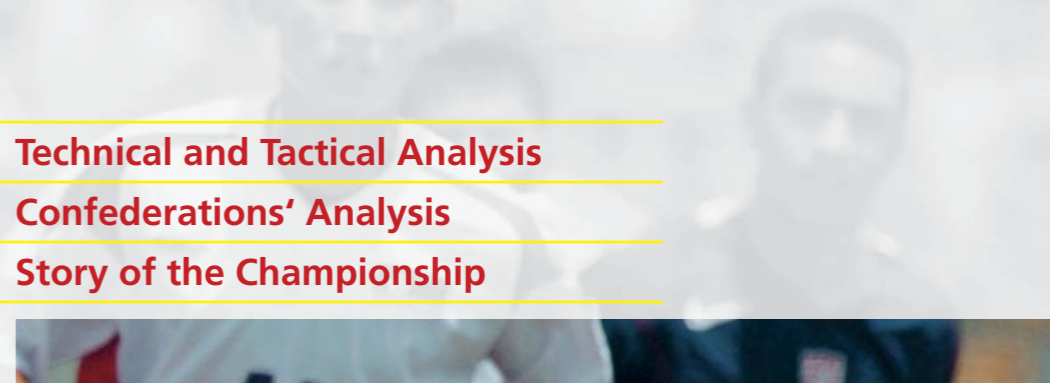 Technical and Tactical Analysis
Confederations‘ Analysis
Story of the Championship